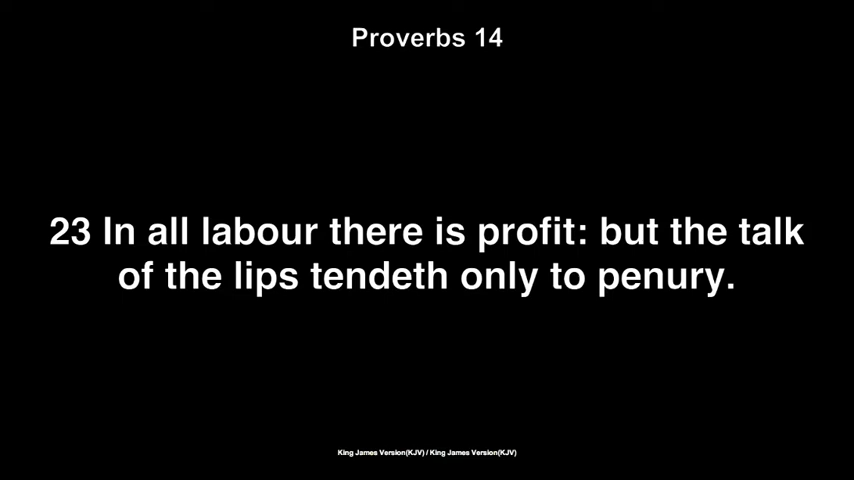 Proverbs 14
23 In all labour there is profit: but the talk
of the lips tendeth only to penury.
King James Version(KJV) / King James Version(KJV)